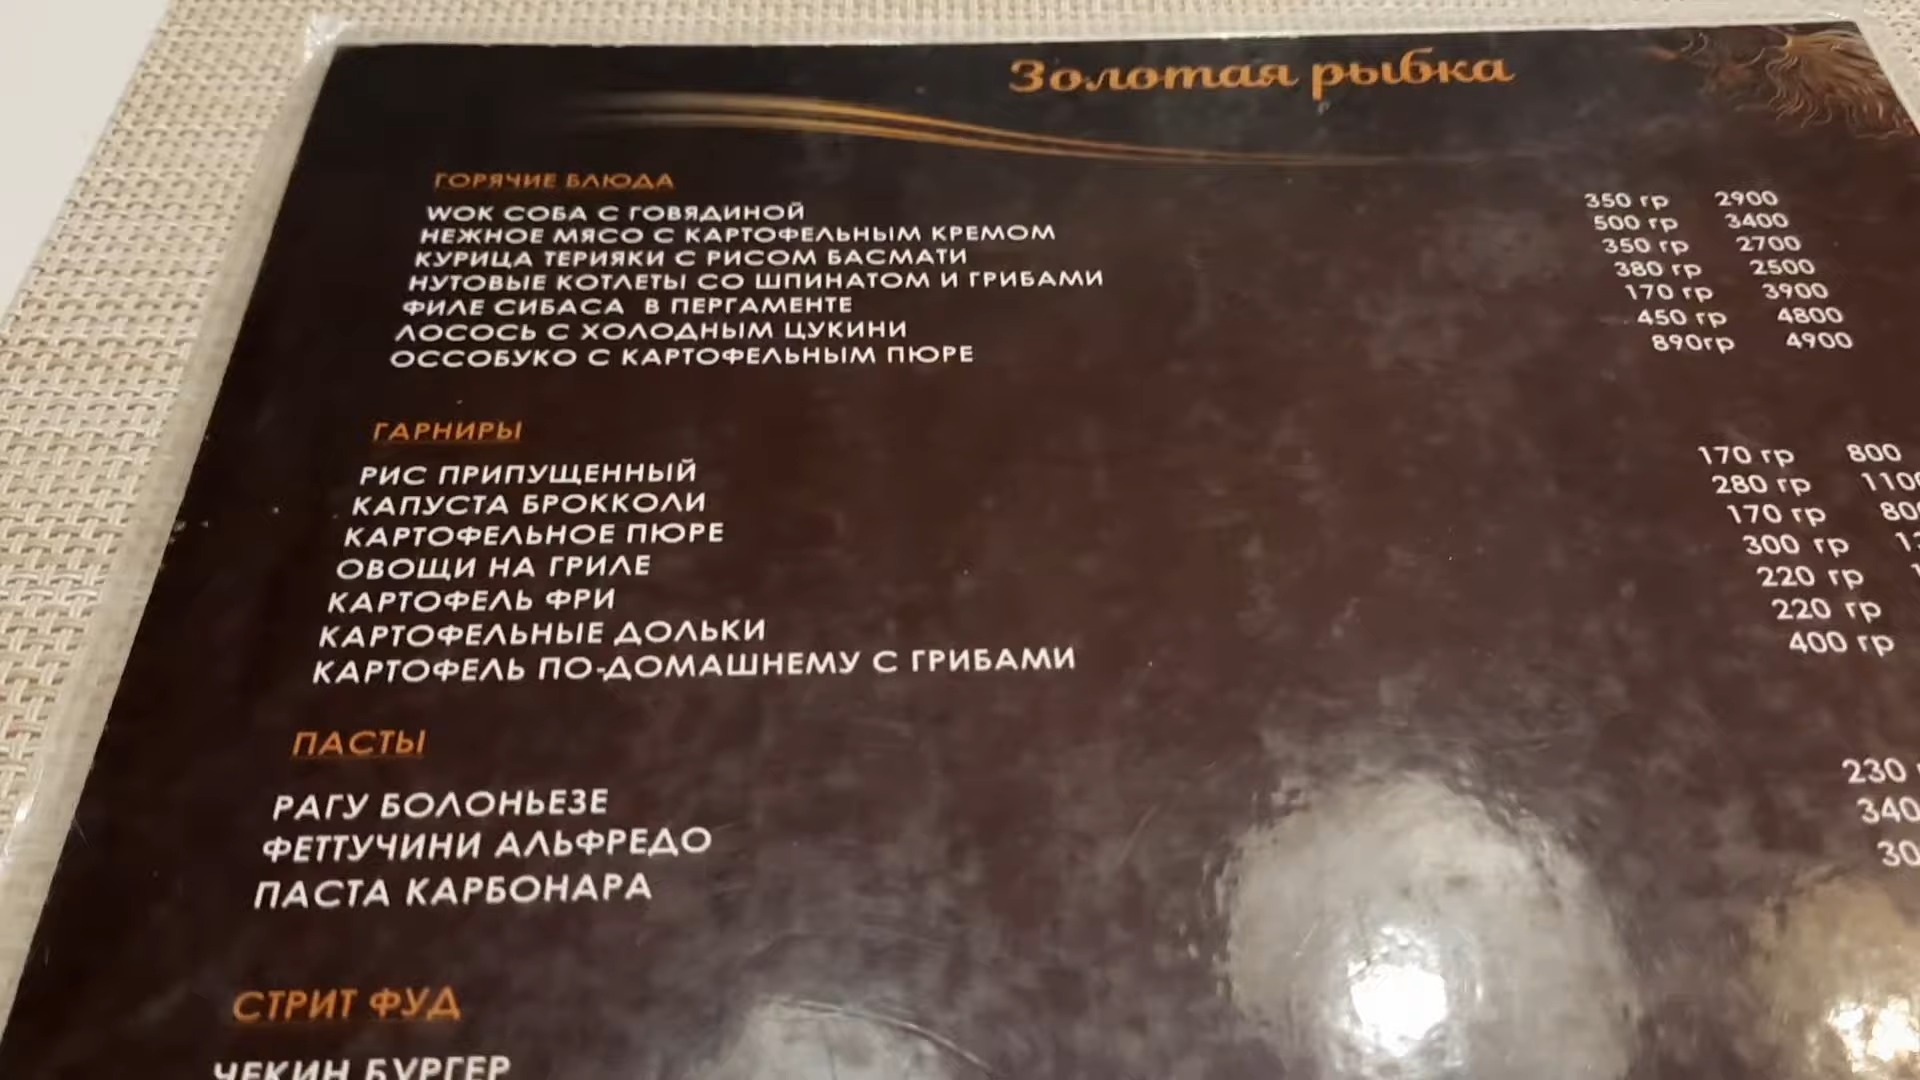 Золотая рыбка
ГОРЯЧИЕ БЛЮДА
WOK СОБА С ГОВЯДИНОЙ 350 гр 2900
НЕЖНОЕ МЯСО С КАРТОФЕЛЬНЫМ КРЕМОМ 500 гр 3400
КУРИЦА ТЕРИЯКИ С РИСОМ БАСМАТИ 350 гр 2700
НУТОВЫЕ КОТЛЕТЫ СО ШПИНАТОМ И ГРИБАМИ 380 гр 2500
ФИЛЕ СИБАСА В ПЕРГАМЕНТЕ 170 гр 3900
ЛОСОСЬ С ХОЛОДНЫМ ЦУКИНИ 450 гр 4800
ОССОБУКО С КАРТОФЕЛЬНЫМ ПЮРЕ 890гр 4900
ГАРНИРЫ
РИС ПРИПУЩЕННЫЙ 170 гр 800
КАПУСТА БРОККОЛИ 280 гр 1100
КАРТОФЕЛЬНОЕ ПЮРЕ 170 гр 800
ОВОЩИ НА ГРИЛЕ 300 гр
КАРТОФЕЛЬ ФРИ 220 гр
КАРТОФЕЛЬНЫЕ ДОЛЬКИ 220 гр
КАРТОФЕЛЬ ПО-ДОМАШНЕМУ С ГРИБАМИ 400 гр
ПАСТЫ
РАГУ БОЛОНЬЕЗЕ 230
ФЕТТУЧИНИ АЛЬФРЕДО 340
ПАСТА КАРБОНАРА
СТРИТ ФУД
ЧЕКИН БУРГЕР